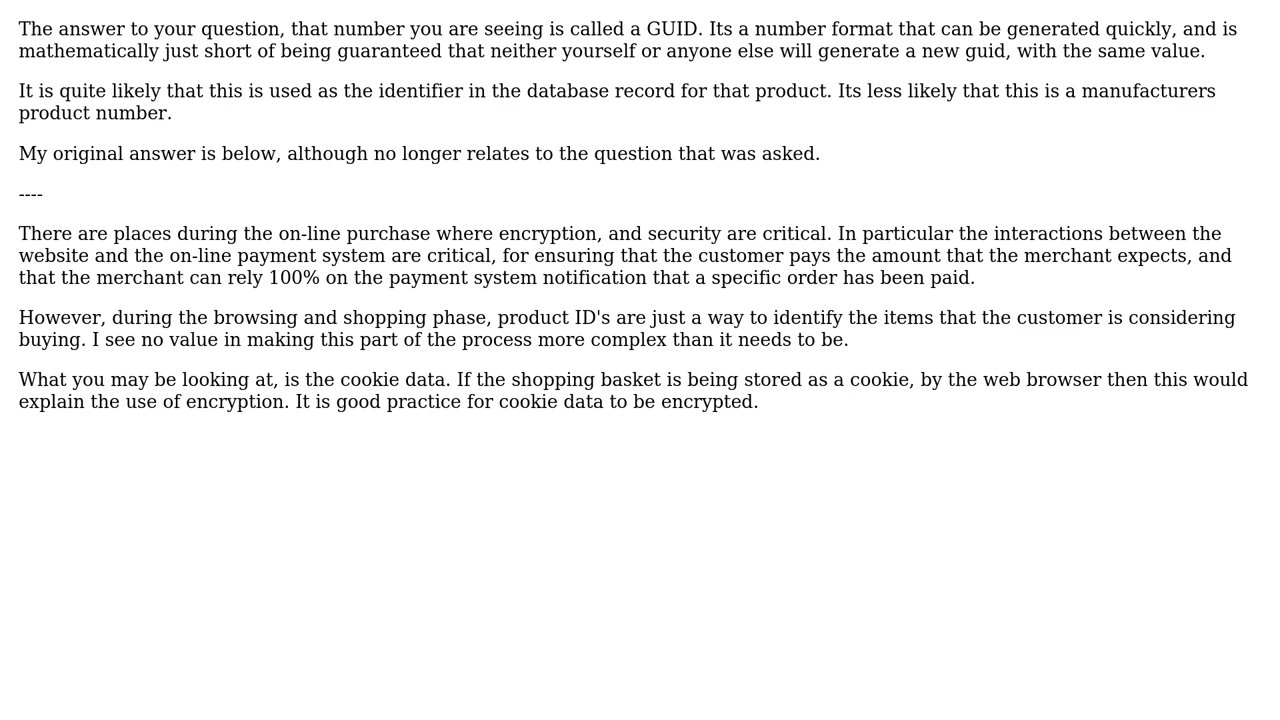 The answer to your question, that number you are seeing is called a GUID. Its a number format that can be generated quickly, and is
mathematically just short of being guaranteed that neither yourself or anyone else will generate a new guid, with the same value.
It is quite likely that this is used as the identifier in the database record for that product. Its less likely that this is a manufacturers
product number.
My original answer is below, although no longer relates to the question that was asked.
----
There are places during the on-line purchase where encryption, and security are critical. In particular the interactions between the
website and the on-line payment system are critical, for ensuring that the customer pays the amount that the merchant expects, and
that the merchant can rely 100% on the payment system notification that a specific order has been paid.
However, during the browsing and shopping phase, product ID's are just a way to identify the items that the customer is considering
buying. I see no value in making this part of the process more complex than it needs to be.
What you may be looking at, is the cookie data. If the shopping basket is being stored as a cookie, by the web browser then this would
explain the use of encryption. It is good practice for cookie data to be encrypted.